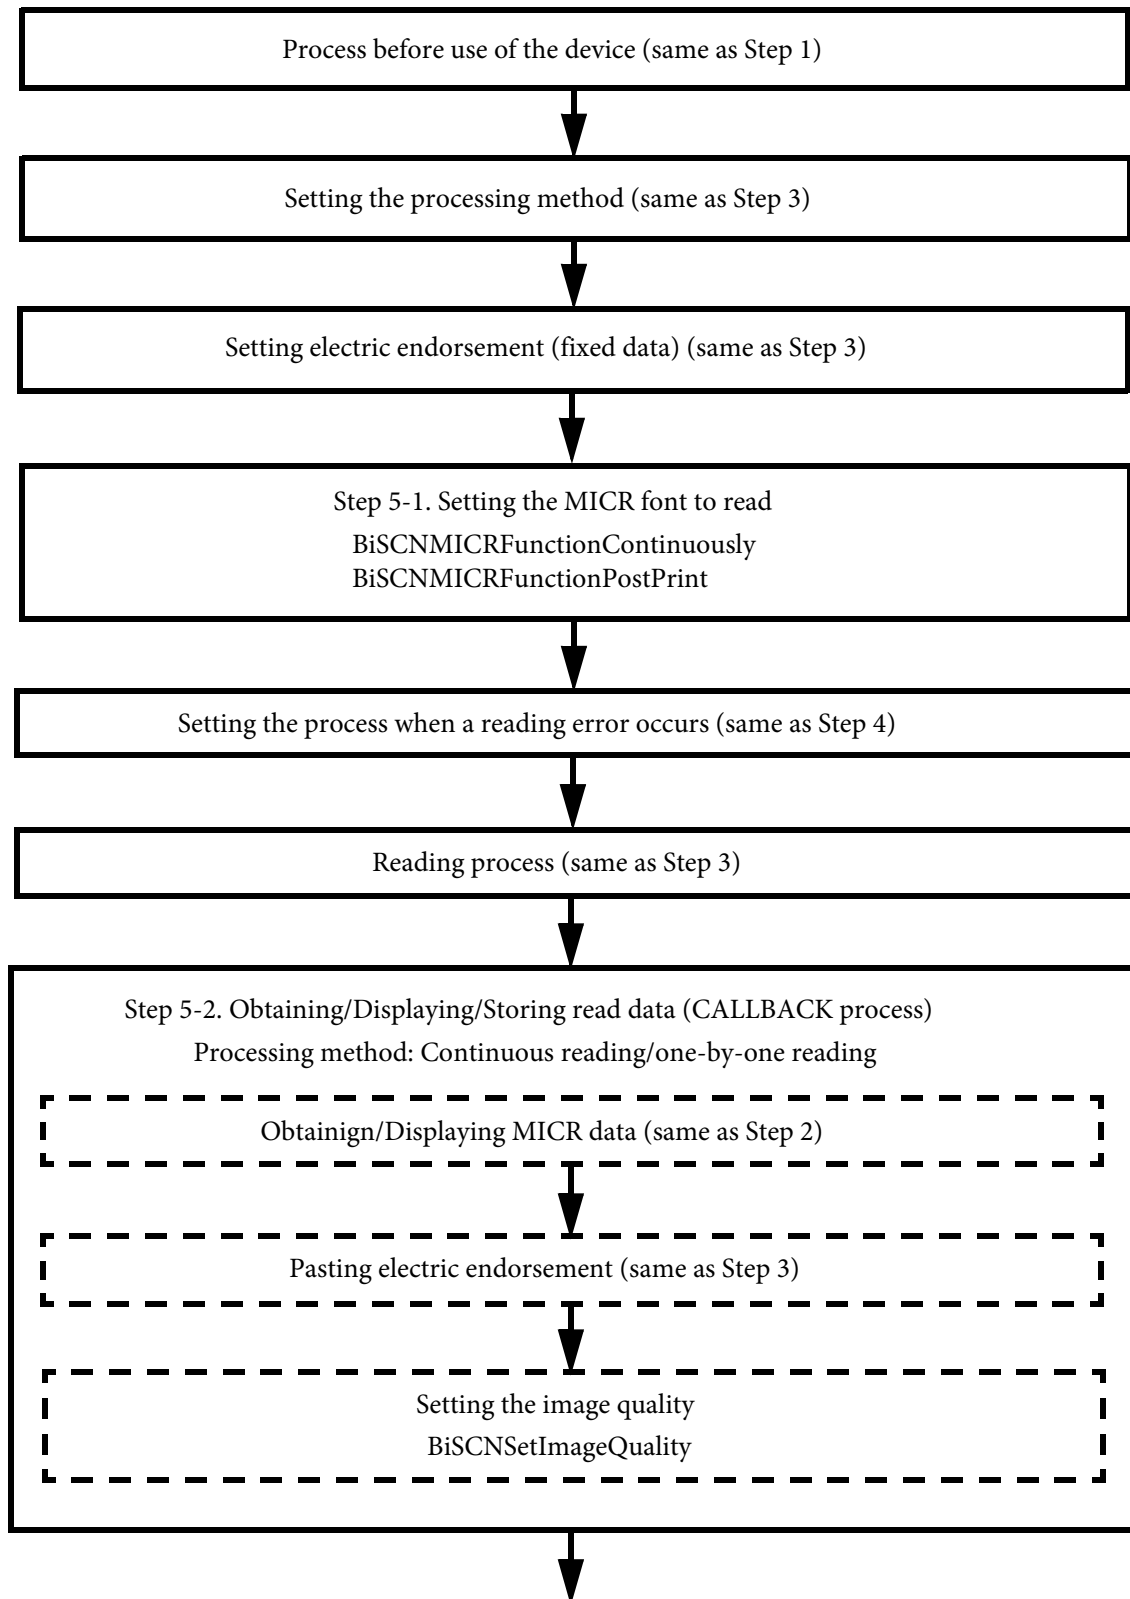 Process before use of the device (same as Step 1)
Setting the processing method (same as Step 3)
Setting electric endorsement (fixed data) (same as Step 3)
Step 5-1. Setting the MICR font to read
BiSCNMICRFunctionContinuously
BiSCNMICRFunctionPostPrint
Setting the process when a reading error occurs (same as Step 4)
Reading process (same as Step 3)
Step 5-2. Obtaining/Displaying/Storing read data (CALLBACK process)
Processing method: Continuous reading/one-by-one reading
Obtainign/Displaying MICR data (same as Step 2)
Pasting electric endorsement (same as Step 3)
Setting the image quality
BiSCNSetImageQuality